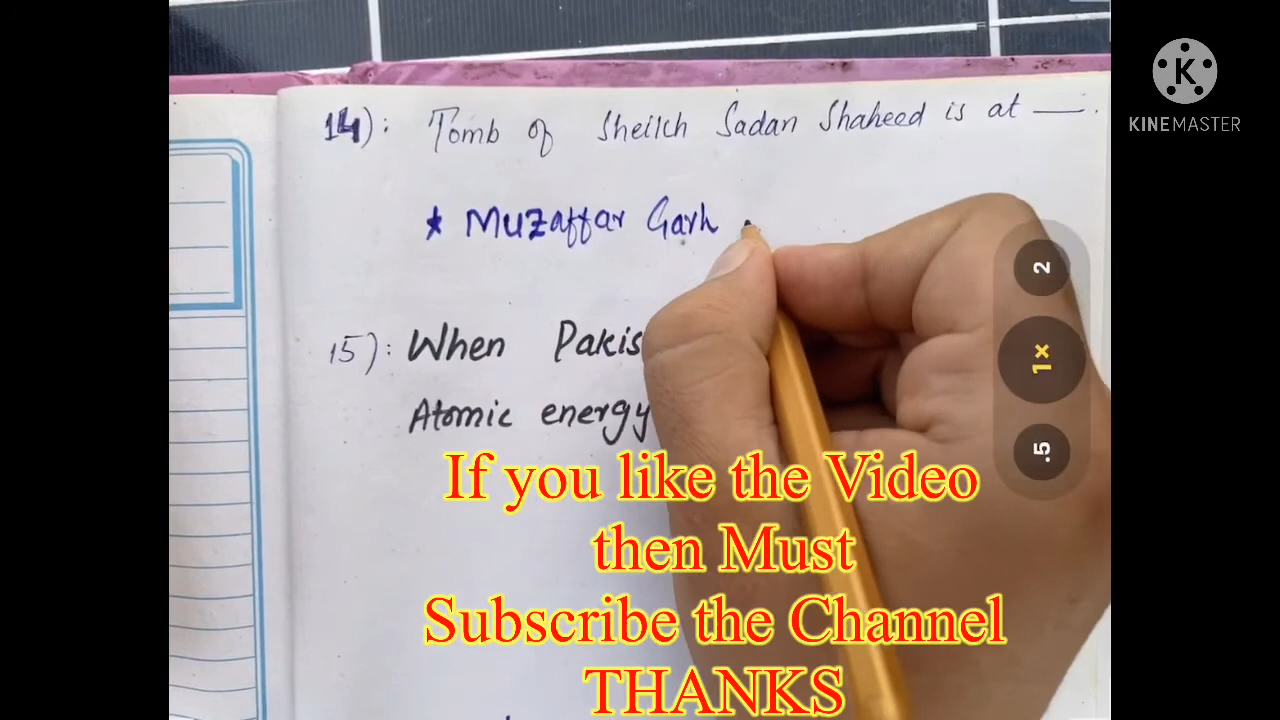 14): Tomb of Sheikh Sadan Shaheed is at —.
★ Muzaffar Garh
15): When Pakis
Atomic energy
If you like the Video
then Must
Subscribe the Channel
THANKS
K
KINEMASTER
2
1×
.5